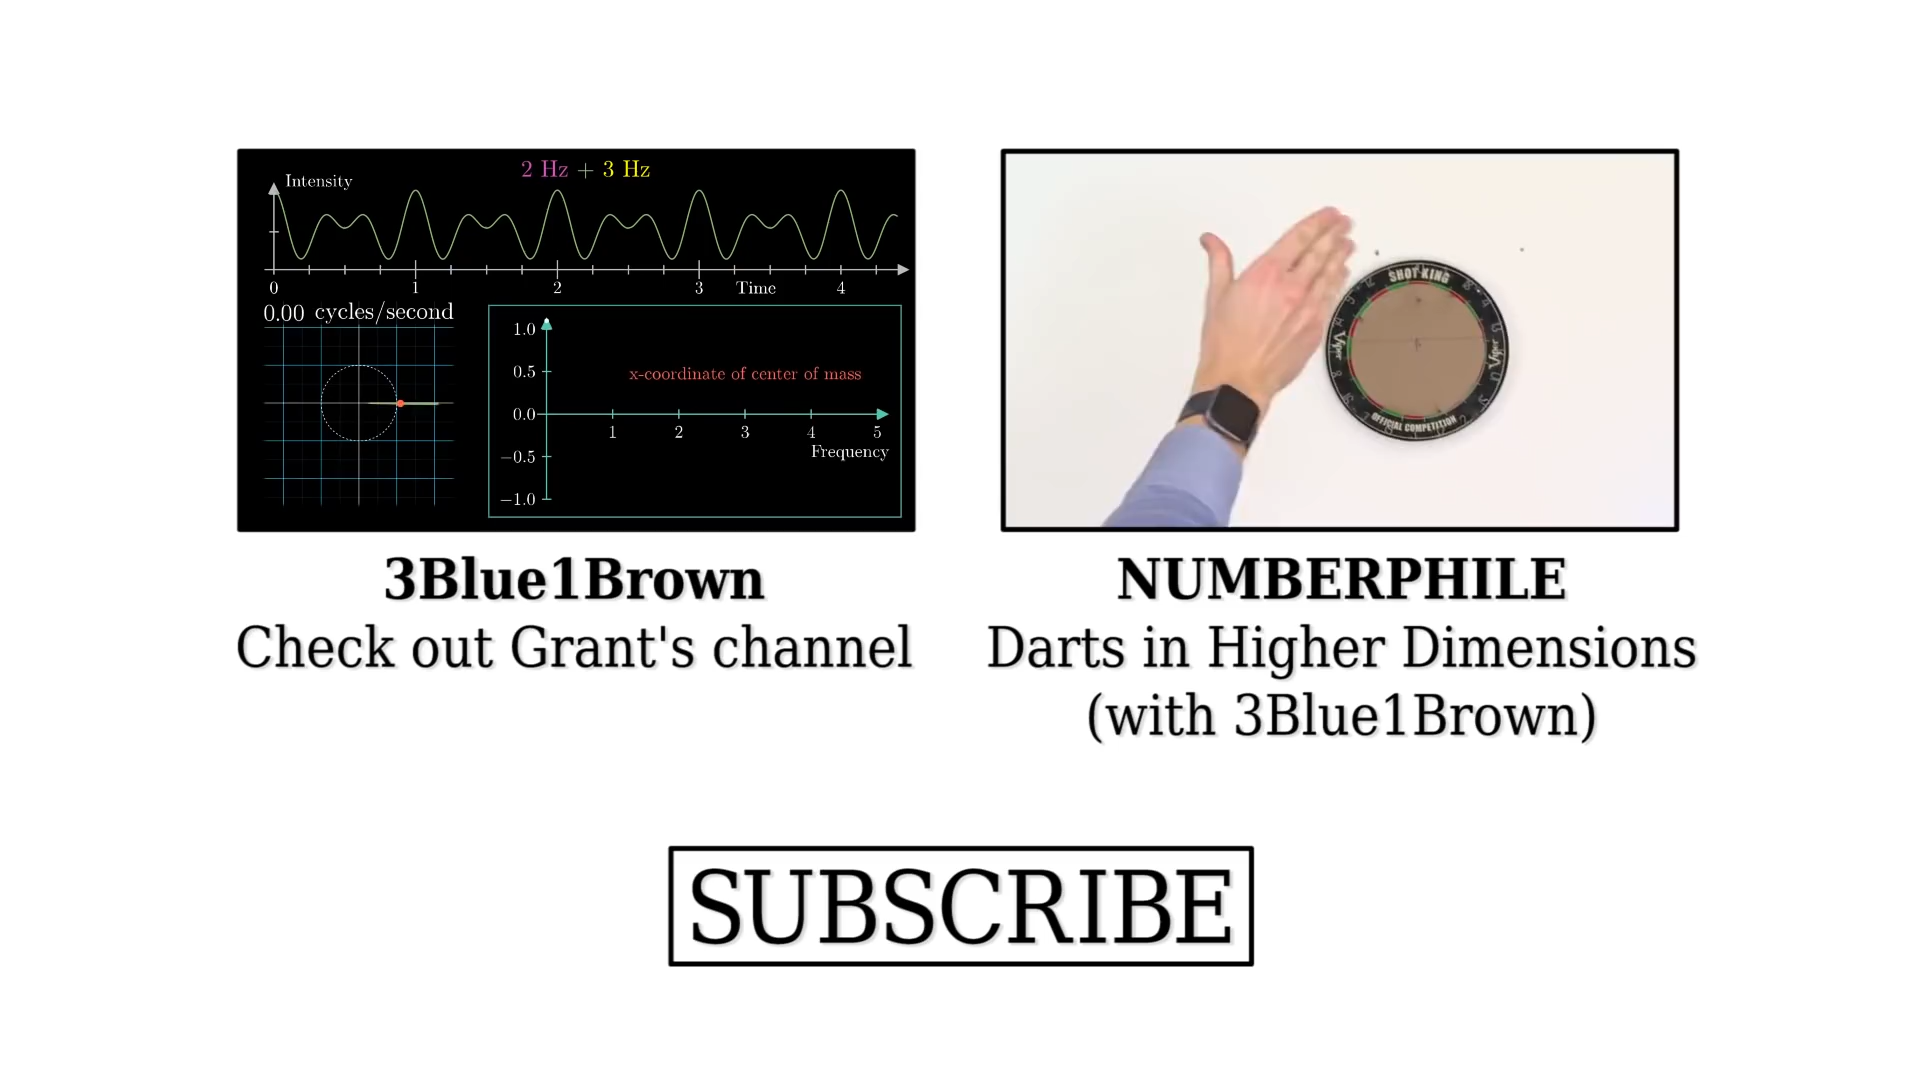 2 Hz + 3 Hz
Intensity
0 1 2 3 Time 4
0.00 cycles/second
1.0
0.5
x-coordinate of center of mass
0.0
1 2 3 4 5
Frequency
−0.5
−1.0
SHOT KING
Viper
Viper
OFFICIAL COMPETITION
3Blue1Brown
Check out Grant's channel
NUMBERPHILE
Darts in Higher Dimensions
(with 3Blue1Brown)
SUBSCRIBE